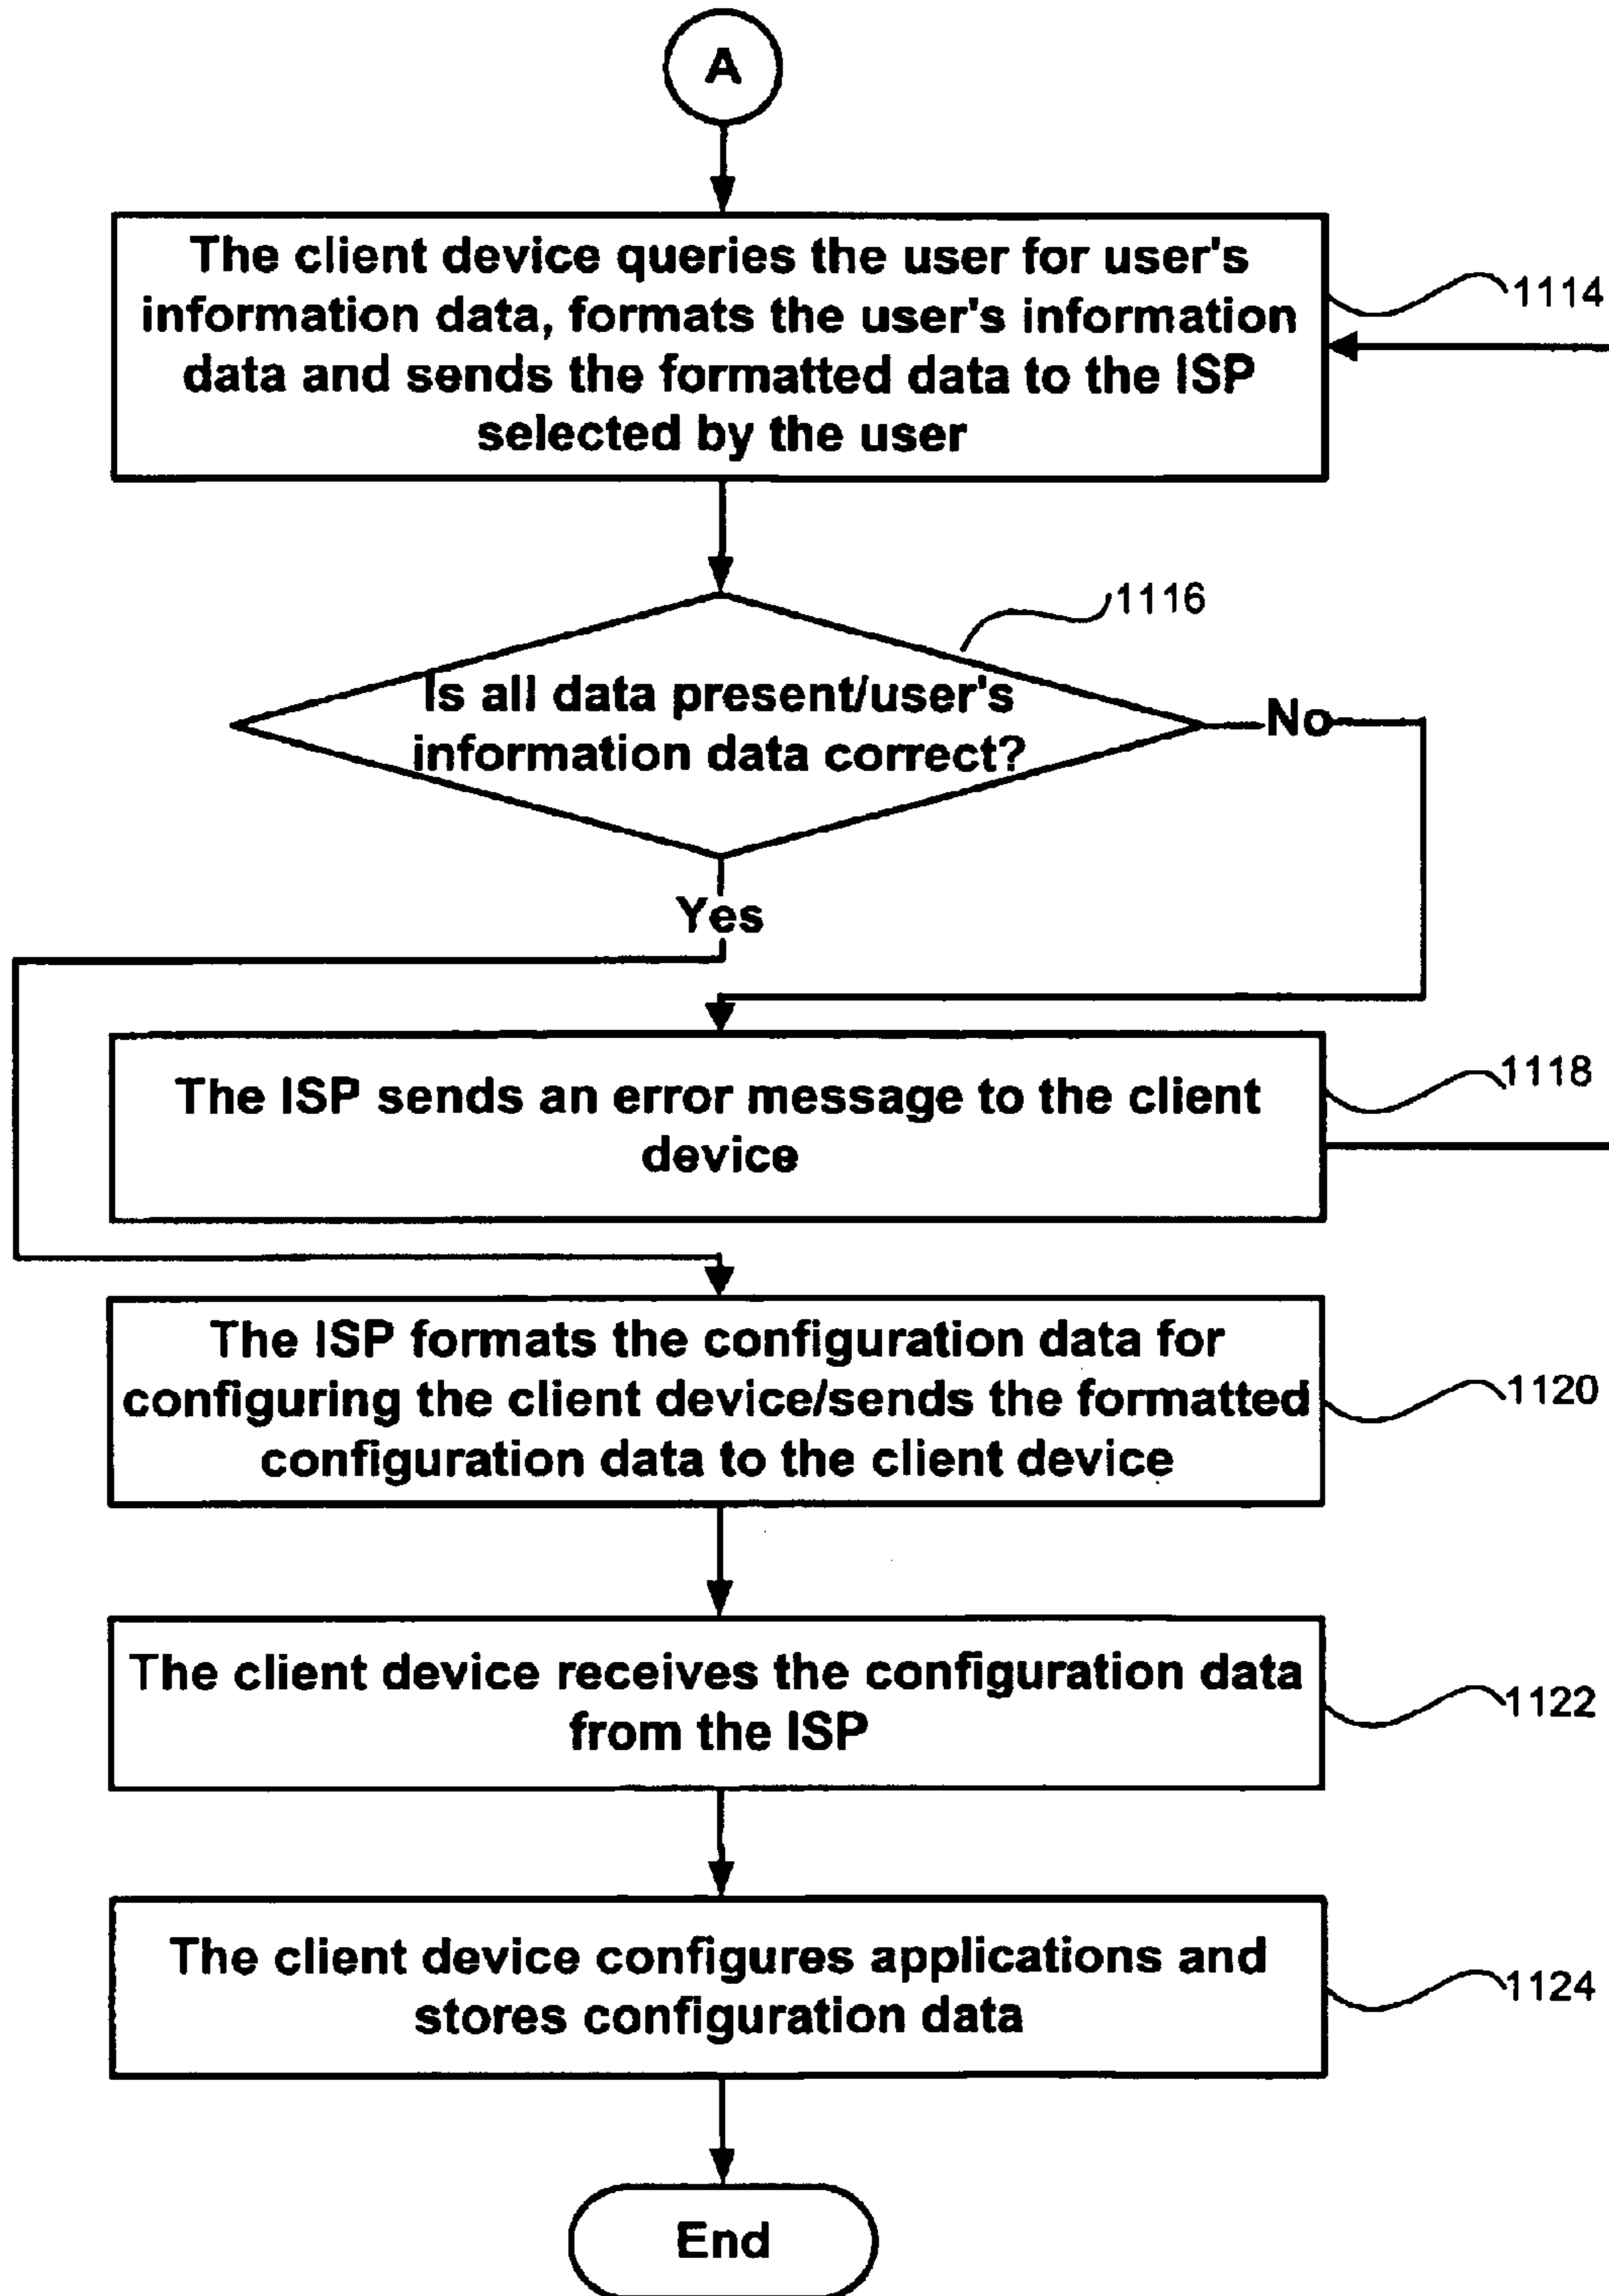 A
The client device queries the user for user's
information data, formats the user's information
data and sends the formatted data to the ISP
selected by the user
1114
1116
Is all data present/user's
information data correct?
No
Yes
The ISP sends an error message to the client
device
1118
The ISP formats the configuration data for
configuring the client device/sends the formatted
configuration data to the client device
1120
The client device receives the configuration data
from the ISP
1122
The client device configures applications and
stores configuration data
1124
End